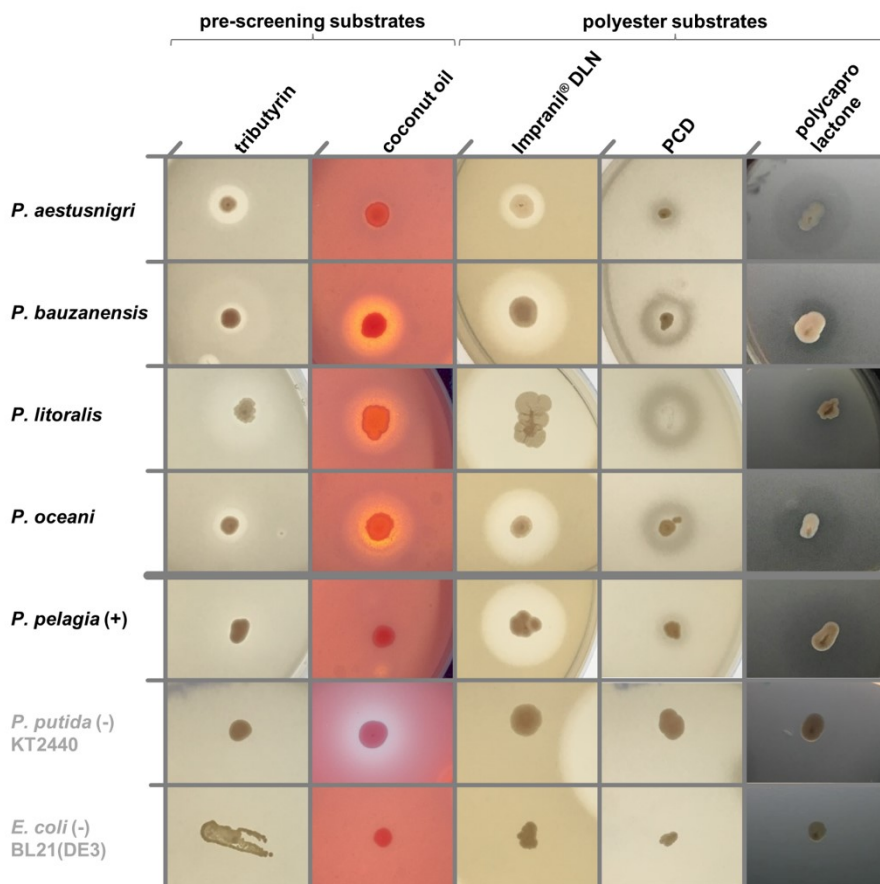 pre-screening substrates
polyester substrates
tributyrin
coconut oil
Impranil® DLN
PCD
polycapro
lactone
P. aestusnigri
P. bauzanensis
P. litoralis
P. oceani
P. pelagia (+)
P. putida (-)
KT2440
E. coli (-)
BL21(DE3)